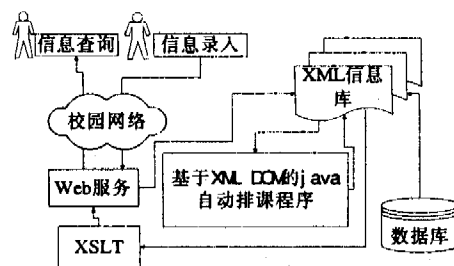 信息查询
信息录入
XML信息
库
校园网络
Web服务
基于XML DOM的java
自动排课程序
数据库
XSLT